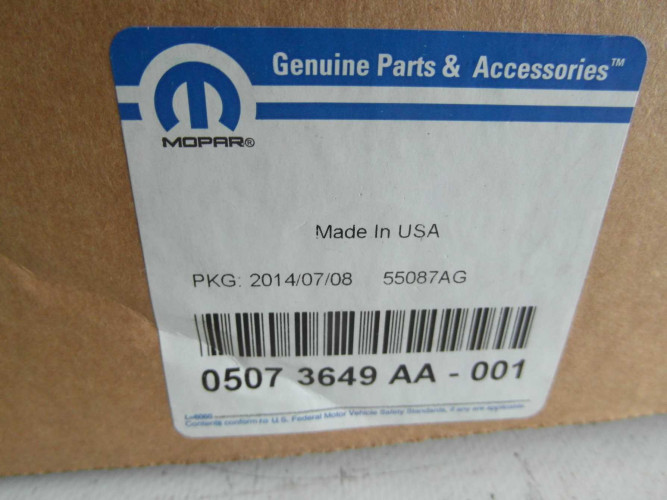 Genuine Parts & Accessories™
MOPAR®
Made In USA
PKG: 2014/07/08 55087AG
0507 3649 AA - 001
Contents conform to U.S. Federal Motor Vehicle Safety Standards, if any are applicable.